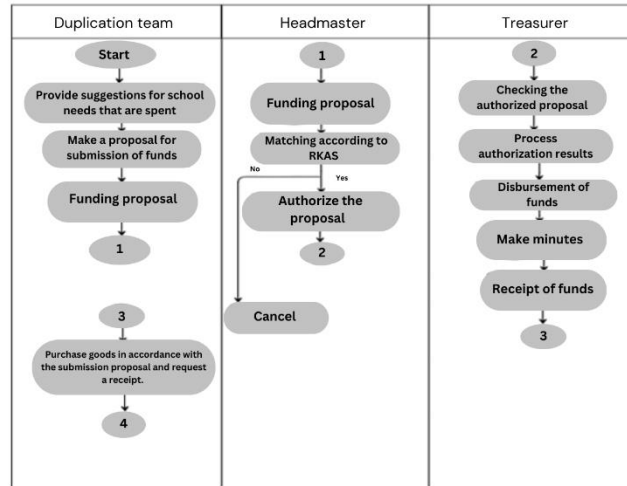 Duplication team
Start
Provide suggestions for school
needs that are spent
Make a proposal for
submission of funds
Funding proposal
1
3
Purchase goods in accordance with
the submission proposal and request
a receipt.
4
Headmaster
1
Funding proposal
Matching according to
RKAS
No
Yes
Authorize the
proposal
2
Cancel
Treasurer
2
Checking the
authorized proposal
Process
authorization results
Disbursement of
funds
Make minutes
Receipt of funds
3